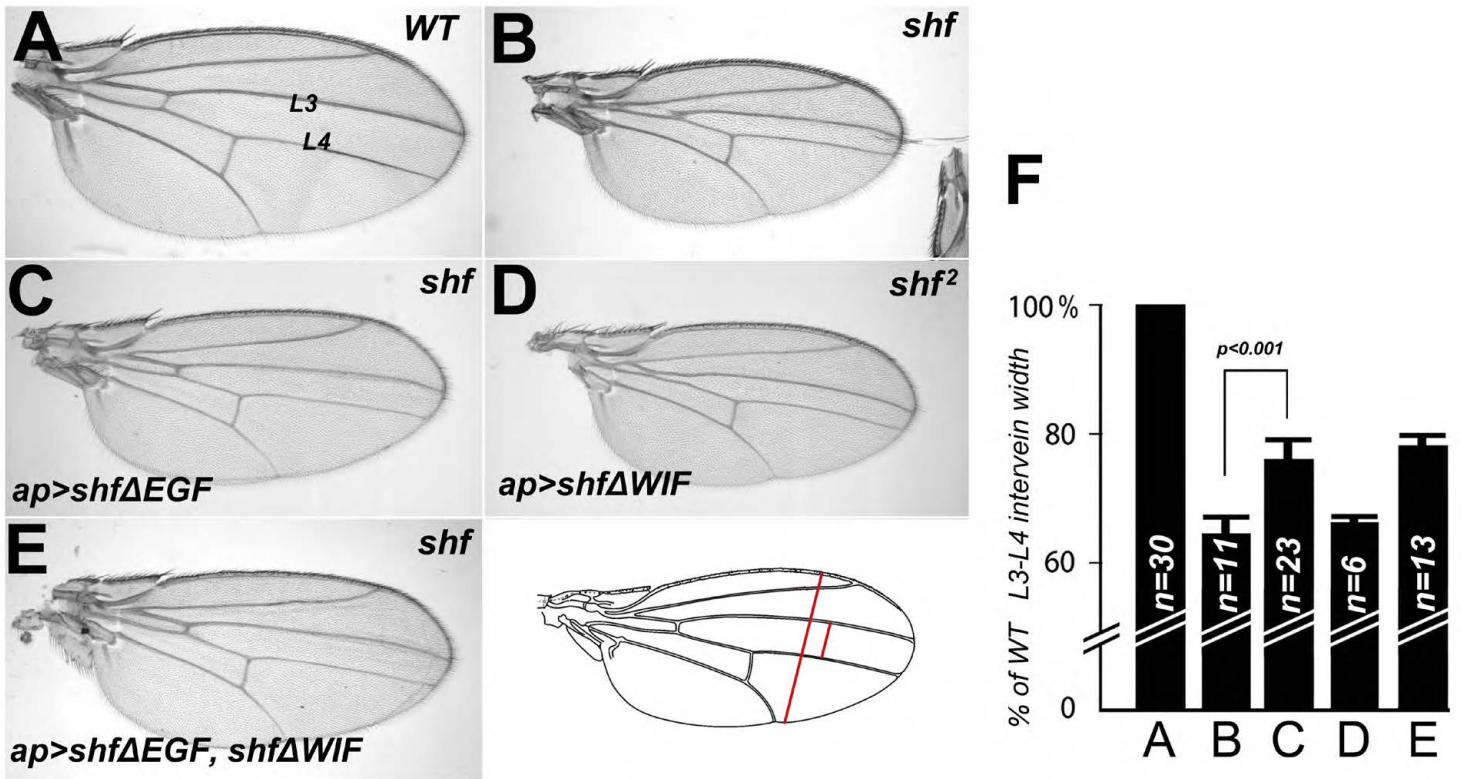 A
WT
L3
L4
B
shf
C
shf
ap>shfΔEGF
D
shf²
ap>shfΔWIF
E
shf
ap>shfΔEGF, shfΔWIF
F
100%
80
60
0
% of WT L3-L4 intervein width
p<0.001
n=30
n=11
n=23
n=6
n=13
A B C D E